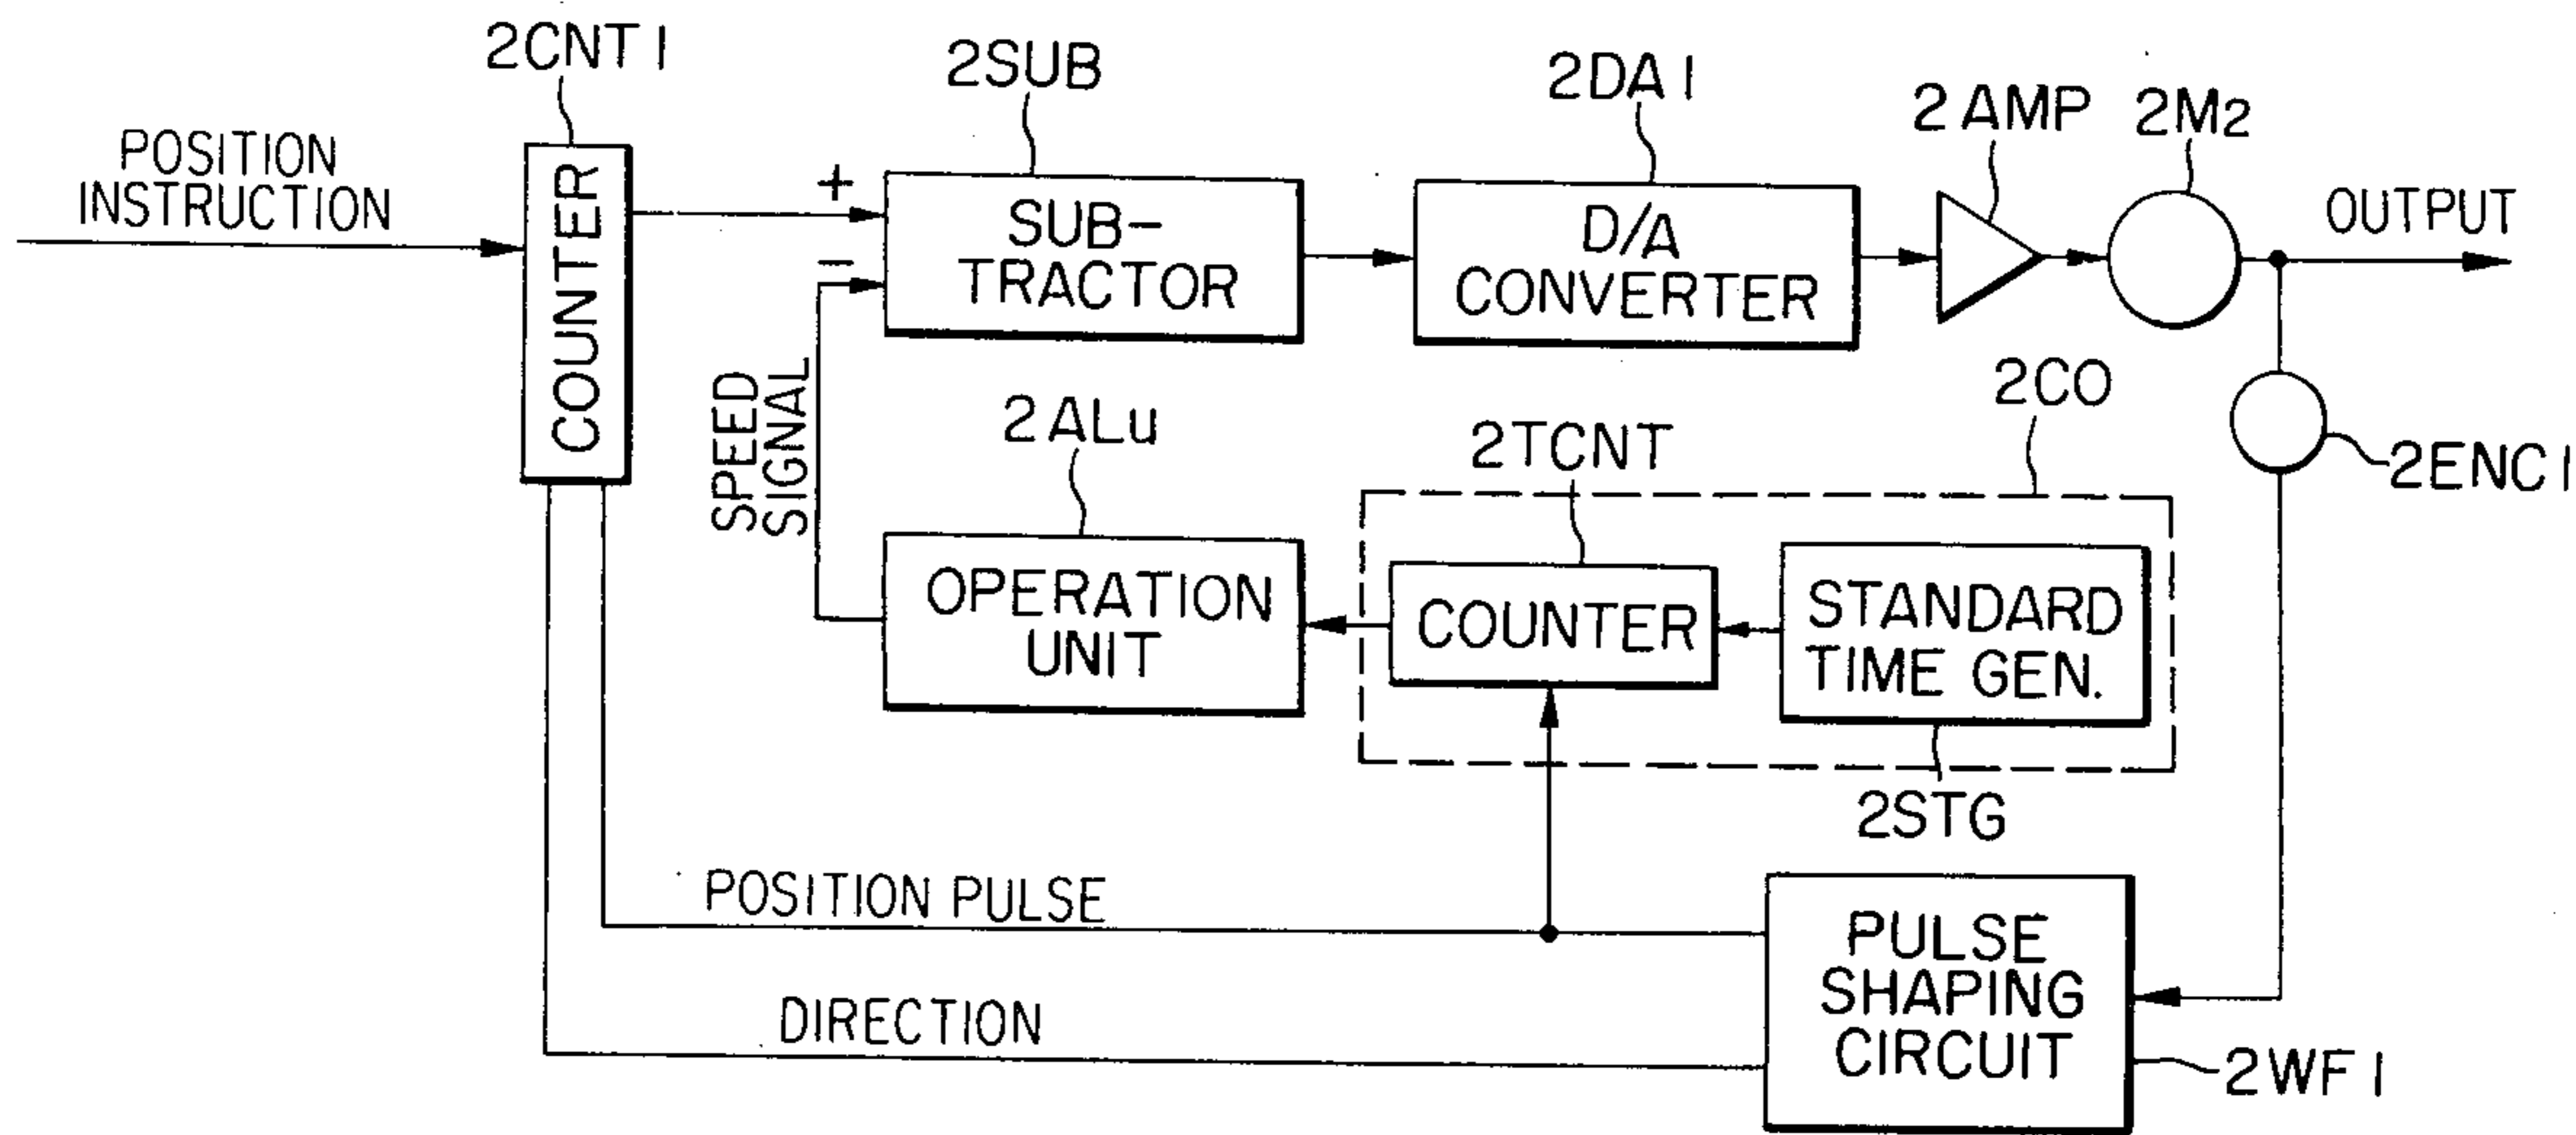 2CNT1
2SUB
2DA1
2AMP
2M2
POSITION
INSTRUCTION
COUNTER
+
−
SUB-
TRACTOR
D/A
CONVERTER
OUTPUT
SPEED
SIGNAL
2ALu
2TCNT
2CO
2ENC1
OPERATION
UNIT
COUNTER
STANDARD
TIME GEN.
2STG
POSITION PULSE
DIRECTION
PULSE
SHAPING
CIRCUIT
2WF1